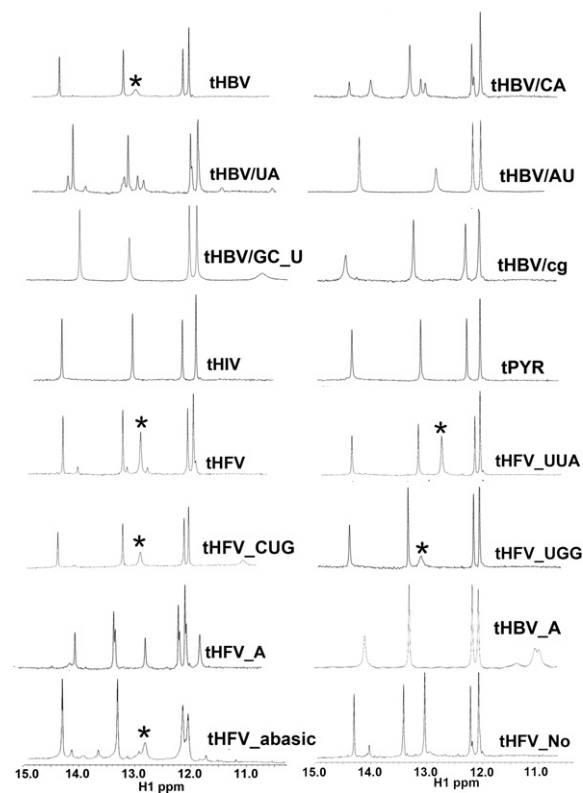 * tHBV
tHBV/CA
tHBV/UA
tHBV/AU
tHBV/GC_U
tHBV/cg
tHIV
tPYR
* tHFV
* tHFV_UUA
* tHFV_CUG
* tHFV_UGG
tHFV_A
tHBV_A
* tHFV_abasic
tHFV_No
15.0 14.0 13.0 12.0 11.0 15.0 14.0 13.0 12.0 11.0
H1 ppm H1 ppm